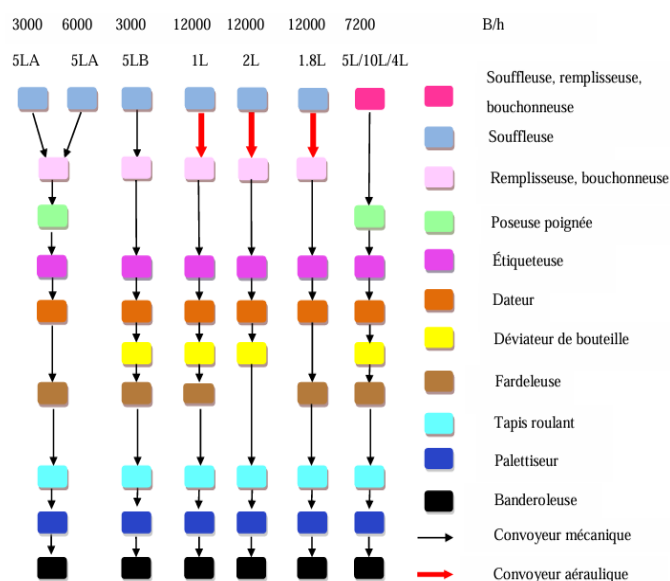 3000 6000 3000 12000 12000 12000 7200 B/h
5LA 5LA 5LB 1L 2L 1.8L 5L/10L/4L
Souffleuse, remplisseuse,
bouchonneuse
Souffleuse
Remplisseuse, bouchonneuse
Poseuse poignée
Étiqueteuse
Dateur
Déviateur de bouteille
Fardeleuse
Tapis roulant
Palettiseur
Banderoleuse
Convoyeur mécanique
Convoyeur aéraulique